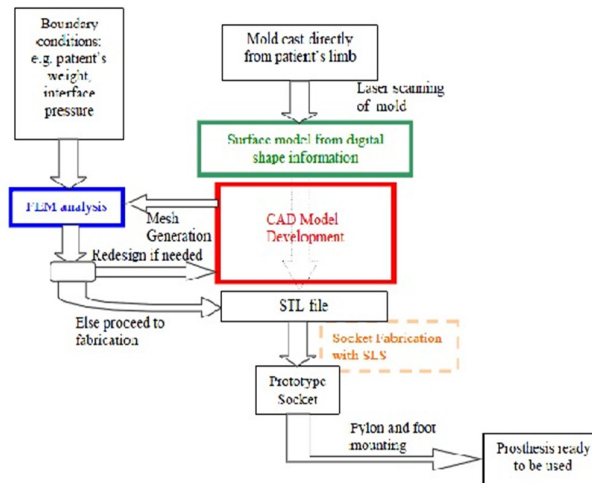 Boundary
conditions:
e.g. patient's
weight,
interface
pressure
Mold cast directly
from patient's limb
Laser scanning
of mold
Surface model from digital
shape information
FEM analysis
Mesh
Generation
CAD Model
Development
Redesign if needed
Else proceed to
fabrication
STL file
Socket Fabrication
with SLS
Prototype
Socket
Pylon and foot
mounting
Prosthesis ready
to be used